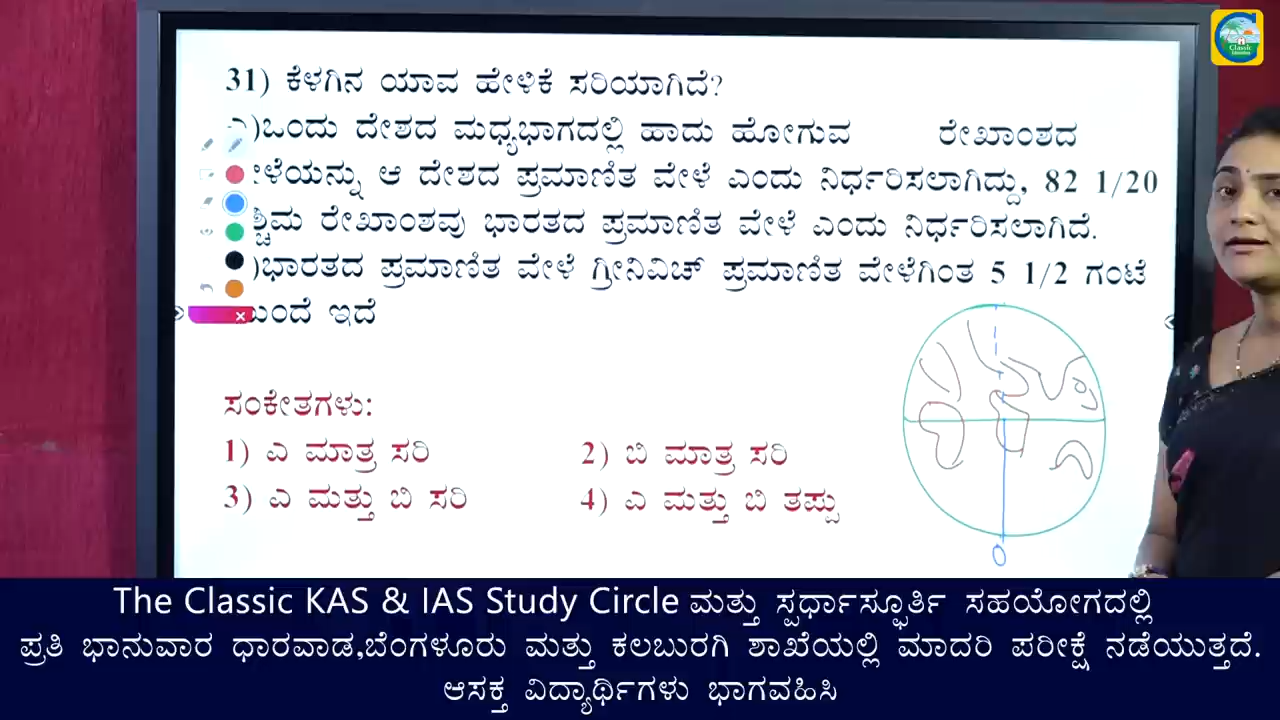 31) ಕೆಳಗಿನ ಯಾವ ಹೇಳಿಕೆ ಸರಿಯಾಗಿದೆ?
)ಒಂದು ದೇಶದ ಮಧ್ಯಭಾಗದಲ್ಲಿ ಹಾದು ಹೋಗುವ ರೇಖಾಂಶದ
ಆ ದೇಶದ ಪ್ರಮಾಣಿತ ವೇಳೆ ಎಂದು ನಿರ್ಧರಿಸಲಾಗಿದ್ದು, 82 1/20
ರೇಖಾಂಶವು ಭಾರತದ ಪ್ರಮಾಣಿತ ವೇಳೆ ಎಂದು ನಿರ್ಧರಿಸಲಾಗಿದೆ.
)ಭಾರತದ ಪ್ರಮಾಣಿತ ವೇಳೆ ಗ್ರೀನಿವಿಚ್ ಪ್ರಮಾಣಿತ ವೇಳೆಗಿಂತ 5 1/2 ಗಂಟೆ
ಇದೆ
ಸಂಕೇತಗಳು:
1) ಎ ಮಾತ್ರ ಸರಿ 2) ಬಿ ಮಾತ್ರ ಸರಿ
3) ಎ ಮತ್ತು ಬಿ ಸರಿ 4) ಎ ಮತ್ತು ಬಿ ತಪ್ಪು
0
Classic
The Classic KAS & IAS Study Circle ಮತ್ತು ಸ್ಪರ್ಧಾಸ್ಫೂರ್ತಿ ಸಹಯೋಗದಲ್ಲಿ
ಪ್ರತಿ ಭಾನುವಾರ ಧಾರವಾಡ,ಬೆಂಗಳೂರು ಮತ್ತು ಕಲಬುರಗಿ ಶಾಖೆಯಲ್ಲಿ ಮಾದರಿ ಪರೀಕ್ಷೆ ನಡೆಯುತ್ತದೆ.
ಆಸಕ್ತ ವಿದ್ಯಾರ್ಥಿಗಳು ಭಾಗವಹಿಸಿ